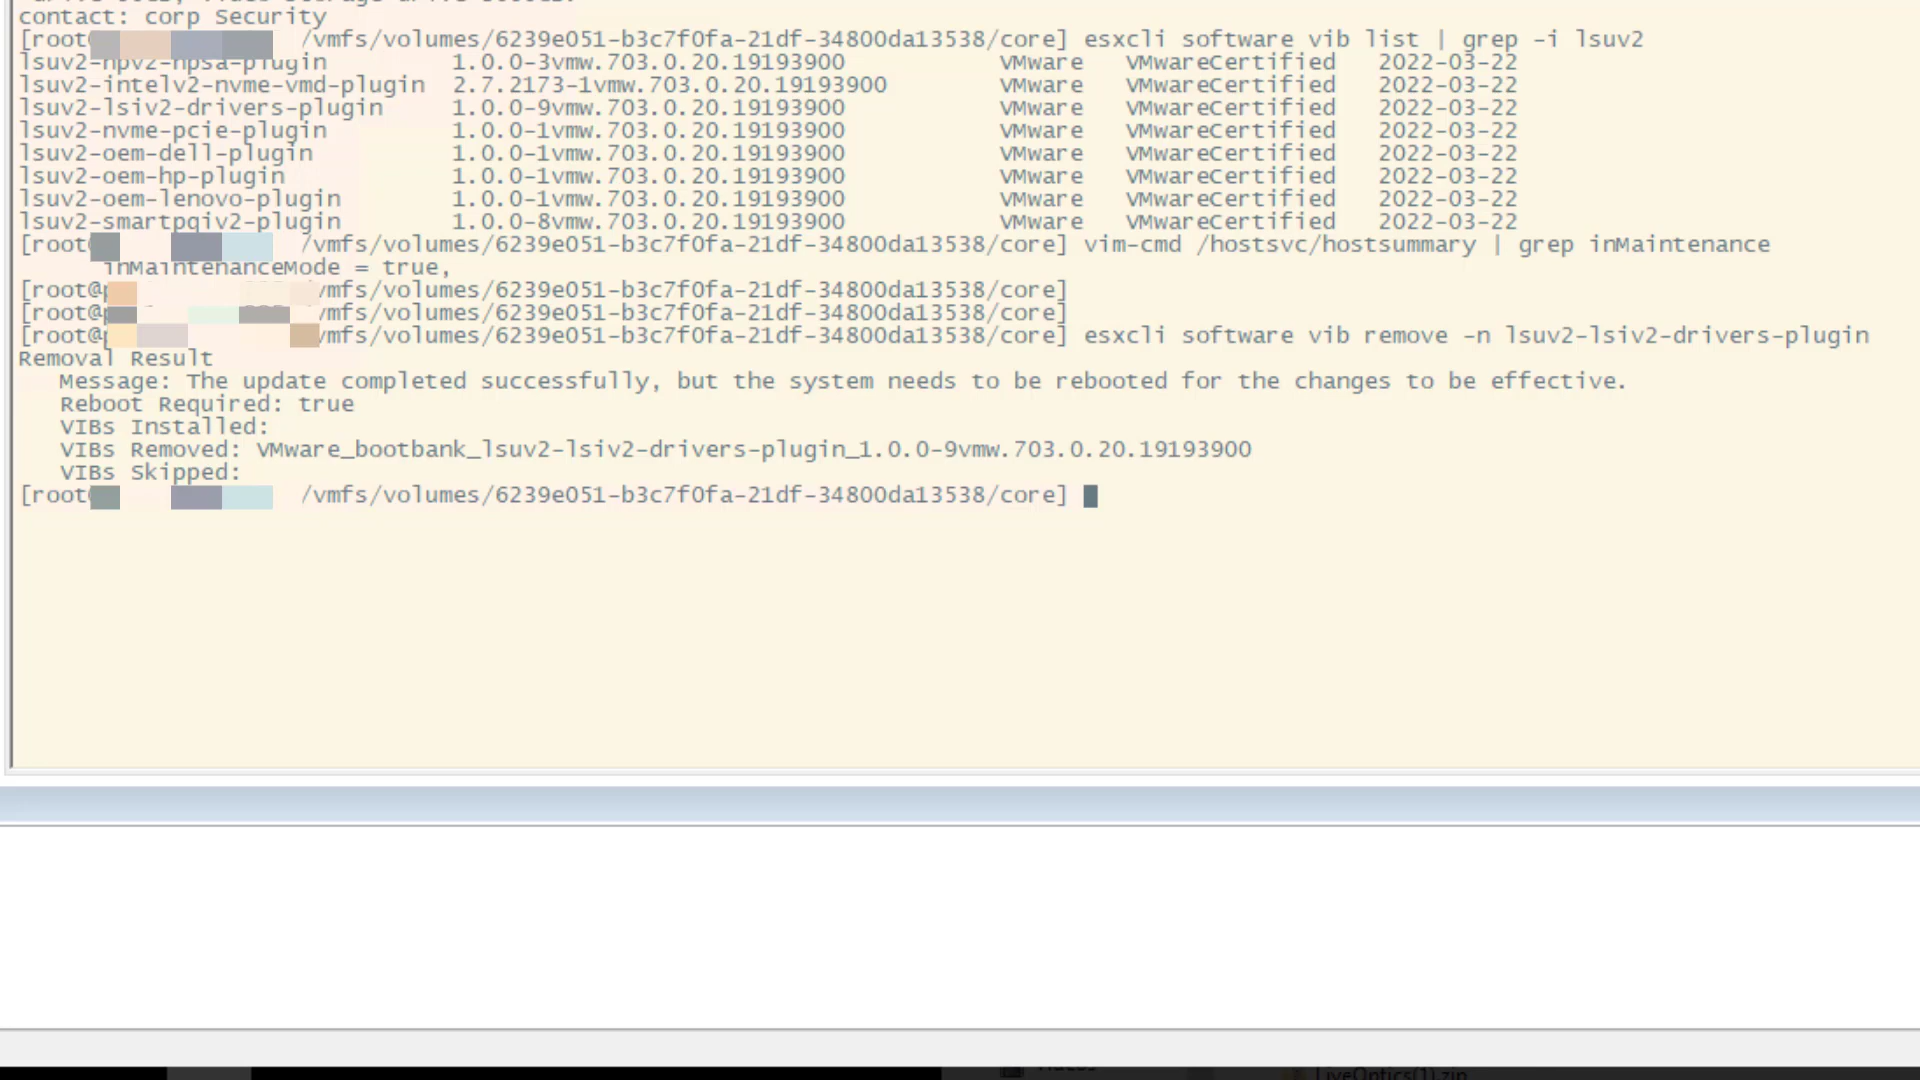 contact: corp Security
[root /vmfs/volumes/6239e051-b3c7f0fa-21df-34800da13538/core] esxcli software vib list | grep -i lsuv2
lsuv2-hpv2-hpsa-plugin 1.0.0-3vmw.703.0.20.19193900 VMware VMwareCertified 2022-03-22
lsuv2-intelv2-nvme-vmd-plugin 2.7.2173-1vmw.703.0.20.19193900 VMware VMwareCertified 2022-03-22
lsuv2-lsiv2-drivers-plugin 1.0.0-9vmw.703.0.20.19193900 VMware VMwareCertified 2022-03-22
lsuv2-nvme-pcie-plugin 1.0.0-1vmw.703.0.20.19193900 VMware VMwareCertified 2022-03-22
lsuv2-oem-dell-plugin 1.0.0-1vmw.703.0.20.19193900 VMware VMwareCertified 2022-03-22
lsuv2-oem-hp-plugin 1.0.0-1vmw.703.0.20.19193900 VMware VMwareCertified 2022-03-22
lsuv2-oem-lenovo-plugin 1.0.0-1vmw.703.0.20.19193900 VMware VMwareCertified 2022-03-22
lsuv2-smartpqiv2-plugin 1.0.0-8vmw.703.0.20.19193900 VMware VMwareCertified 2022-03-22
[root /vmfs/volumes/6239e051-b3c7f0fa-21df-34800da13538/core] vim-cmd /hostsvc/hostsummary | grep inMaintenance
inMaintenanceMode = true,
[root@p /vmfs/volumes/6239e051-b3c7f0fa-21df-34800da13538/core]
[root@p /vmfs/volumes/6239e051-b3c7f0fa-21df-34800da13538/core]
[root@p /vmfs/volumes/6239e051-b3c7f0fa-21df-34800da13538/core] esxcli software vib remove -n lsuv2-lsiv2-drivers-plugin
Removal Result
Message: The update completed successfully, but the system needs to be rebooted for the changes to be effective.
Reboot Required: true
VIBs Installed:
VIBs Removed: VMware_bootbank_lsuv2-lsiv2-drivers-plugin_1.0.0-9vmw.703.0.20.19193900
VIBs Skipped:
[root /vmfs/volumes/6239e051-b3c7f0fa-21df-34800da13538/core]
LiveOptics(1).zip